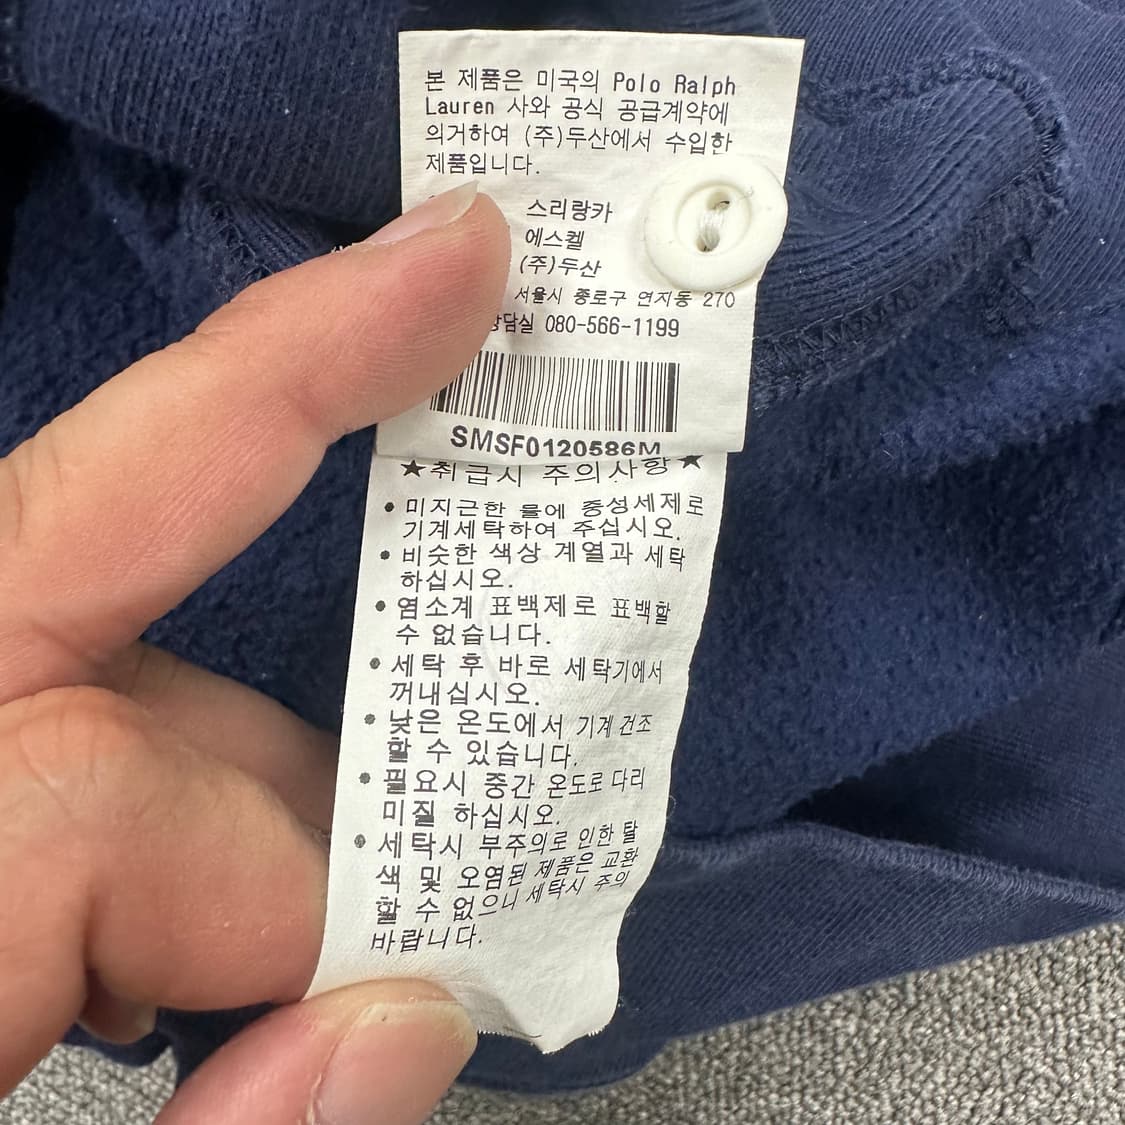 본 제품은 미국의 Polo Ralph
Lauren 사와 공식 공급계약에
의거하여 (주)두산에서 수입한
제품입니다.
스리랑카
에스켈
(주)두산
서울시 종로구 연지동 270
상담실 080-566-1199
SMSF0120586M
★취급시 주의사항★
• 미지근한 물에 중성세제로
기계세탁하여 주십시오.
• 비슷한 색상 계열과 세탁
하십시오.
• 염소계 표백제로 표백할
수 없습니다.
• 세탁 후 바로 세탁기에서
꺼내십시오.
• 낮은 온도에서 기계건조
할 수 있습니다.
• 필요시 중간 온도로 다리
미질 하십시오.
• 세탁시 부주의로 인한 탈
색 및 오염된 제품은 교환
할 수 없으니 세탁시 주의
바랍니다.